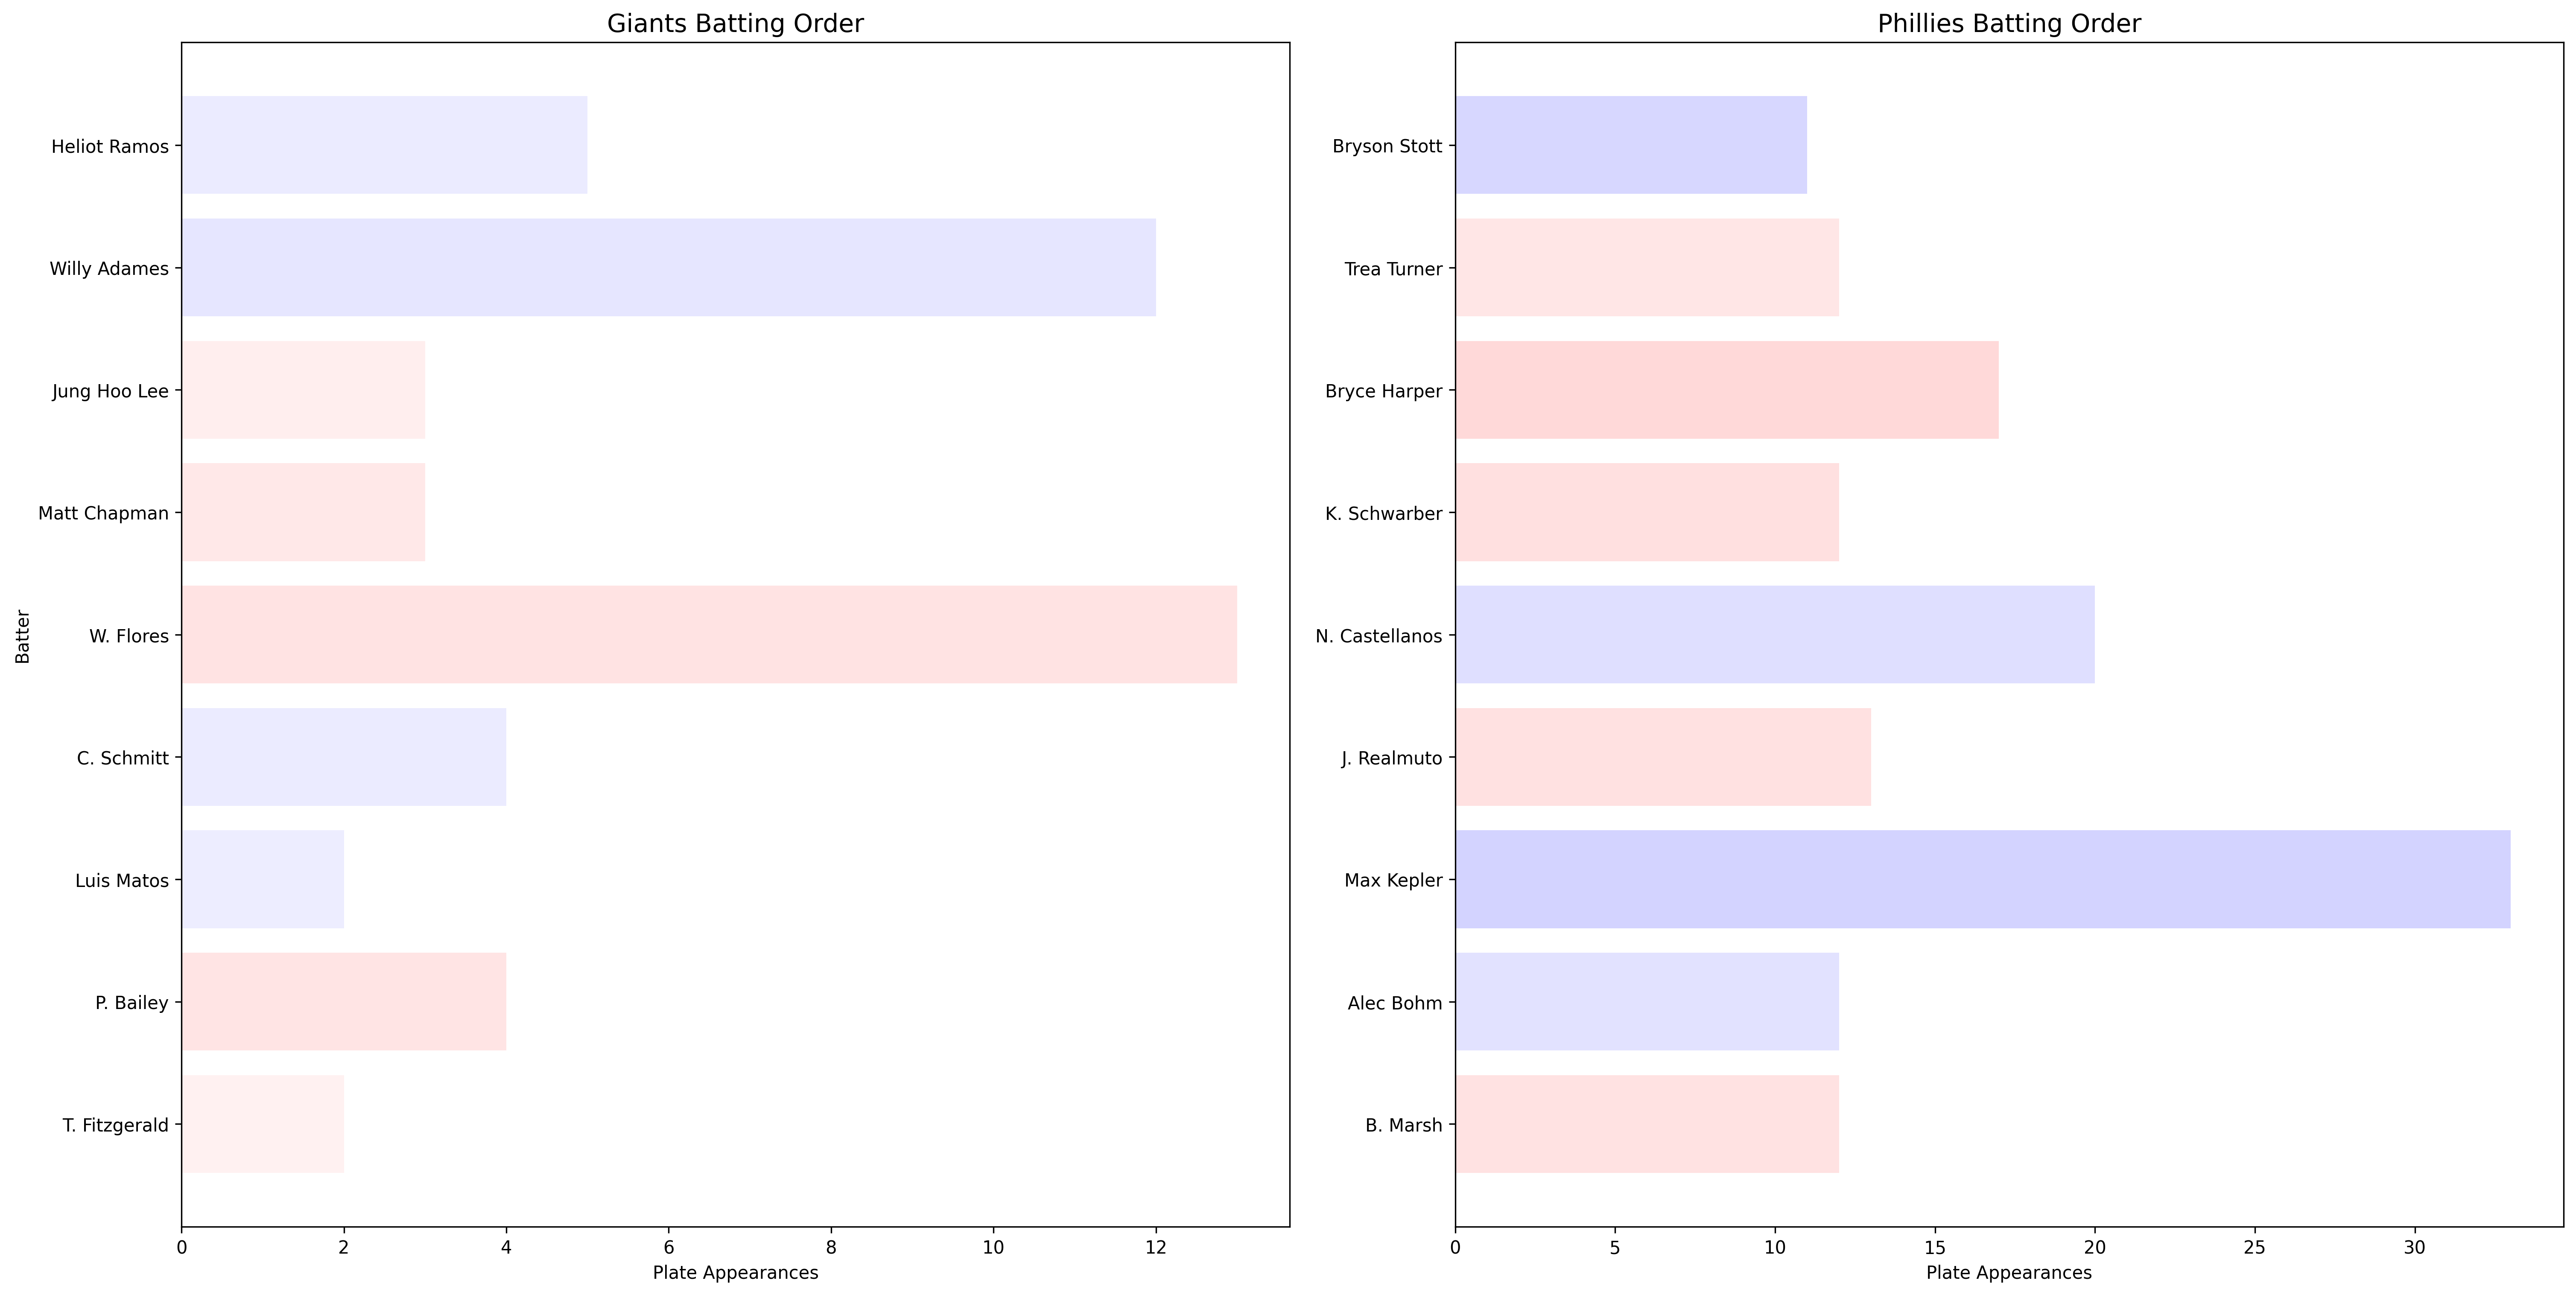 Giants Batting Order
Batter
Heliot Ramos
Willy Adames
Jung Hoo Lee
Matt Chapman
W. Flores
C. Schmitt
Luis Matos
P. Bailey
T. Fitzgerald
0 2 4 6 8 10 12
Plate Appearances
Phillies Batting Order
Bryson Stott
Trea Turner
Bryce Harper
K. Schwarber
N. Castellanos
J. Realmuto
Max Kepler
Alec Bohm
B. Marsh
0 5 10 15 20 25 30
Plate Appearances